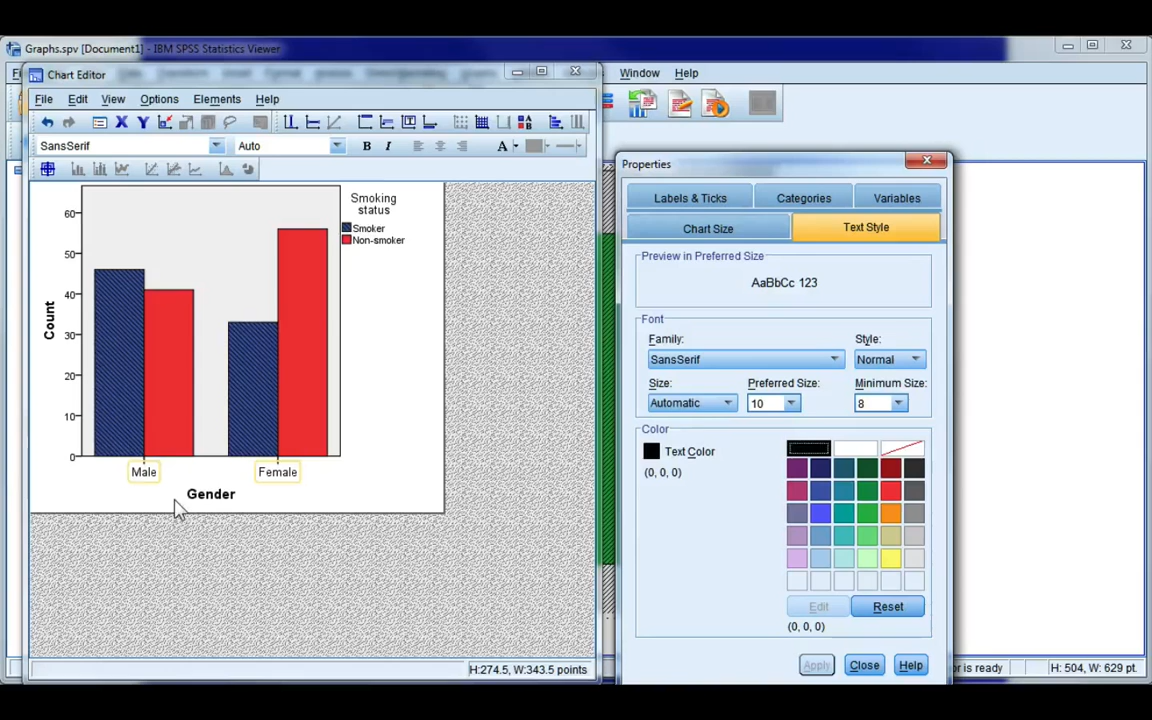 Graphs.spv [Document1] - IBM SPSS Statistics Viewer
Window Help
Chart Editor
File Edit View Options Elements Help
SansSerif Auto B I A
Smoking
status
Smoker
Non-smoker
60
50
40
30
20
10
0
Count
Male Female
Gender
H:274.5, W:343.5 points
Properties
Labels & Ticks Categories Variables
Chart Size Text Style
Preview in Preferred Size
AaBbCc 123
Font
Family: Style:
SansSerif Normal
Size: Preferred Size: Minimum Size:
Automatic 10 8
Color
Text Color
(0, 0, 0)
Edit Reset
(0, 0, 0)
Apply Close Help
is ready H: 504, W: 629 pt.